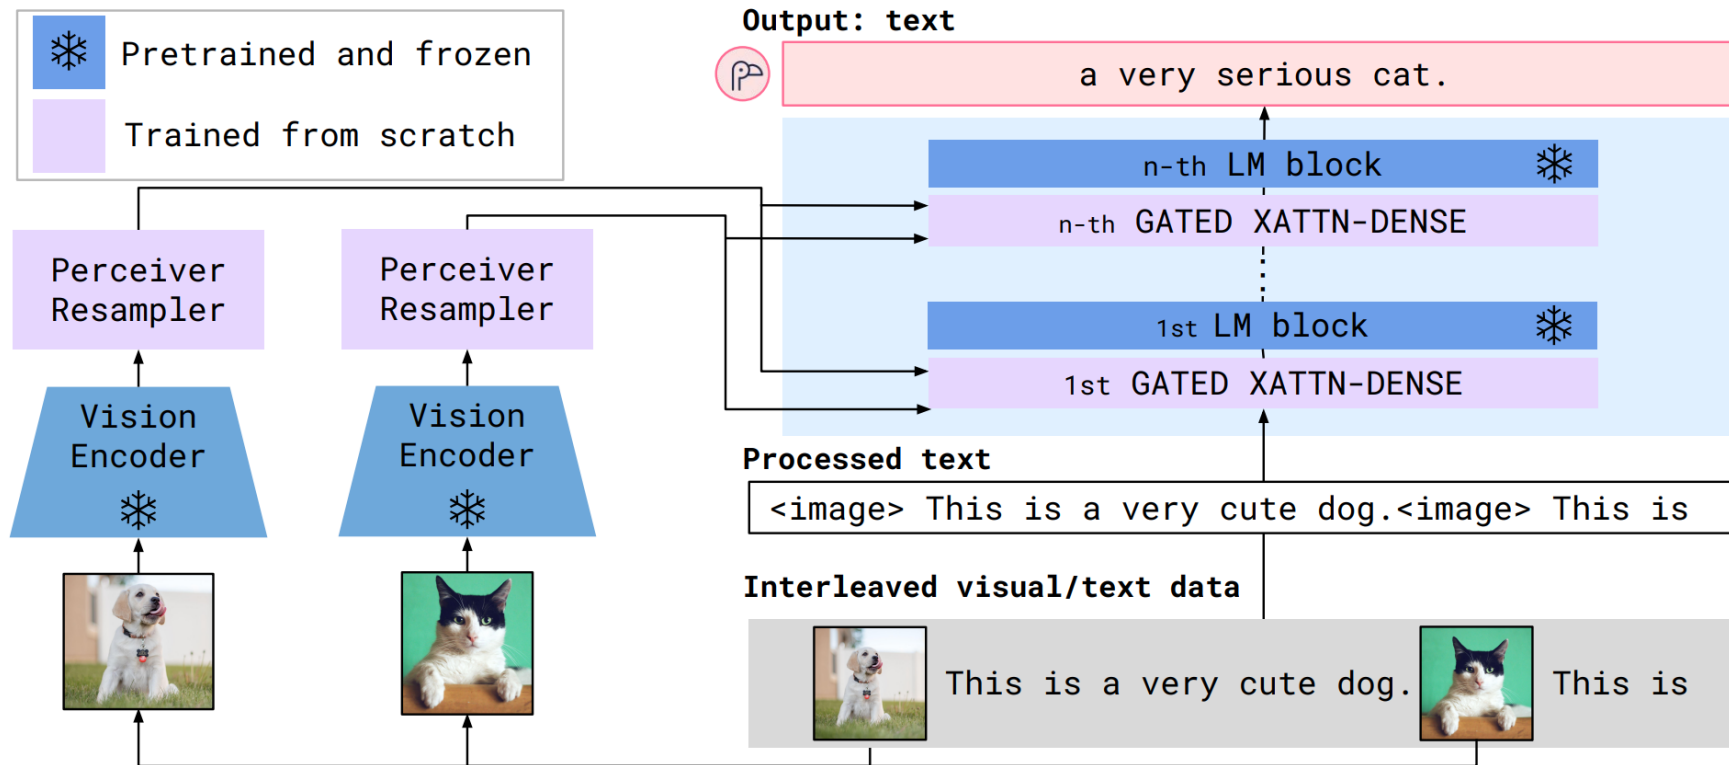 Pretrained and frozen
Trained from scratch
Output: text
a very serious cat.
n-th LM block
n-th GATED XATTN-DENSE
1st LM block
1st GATED XATTN-DENSE
Perceiver
Resampler
Perceiver
Resampler
Vision
Encoder
Vision
Encoder
Processed text
<image> This is a very cute dog.<image> This is
Interleaved visual/text data
This is a very cute dog.
This is